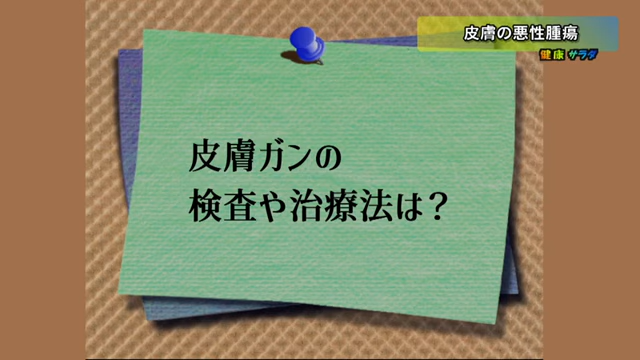 皮膚の悪性腫瘍
健康サラダ
皮膚ガンの
検査や治療法は?